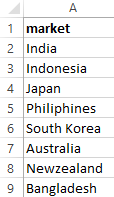 A
1 market
2 India
3 Indonesia
4 Japan
5 Philiphines
6 South Korea
7 Australia
8 Newzealand
9 Bangladesh